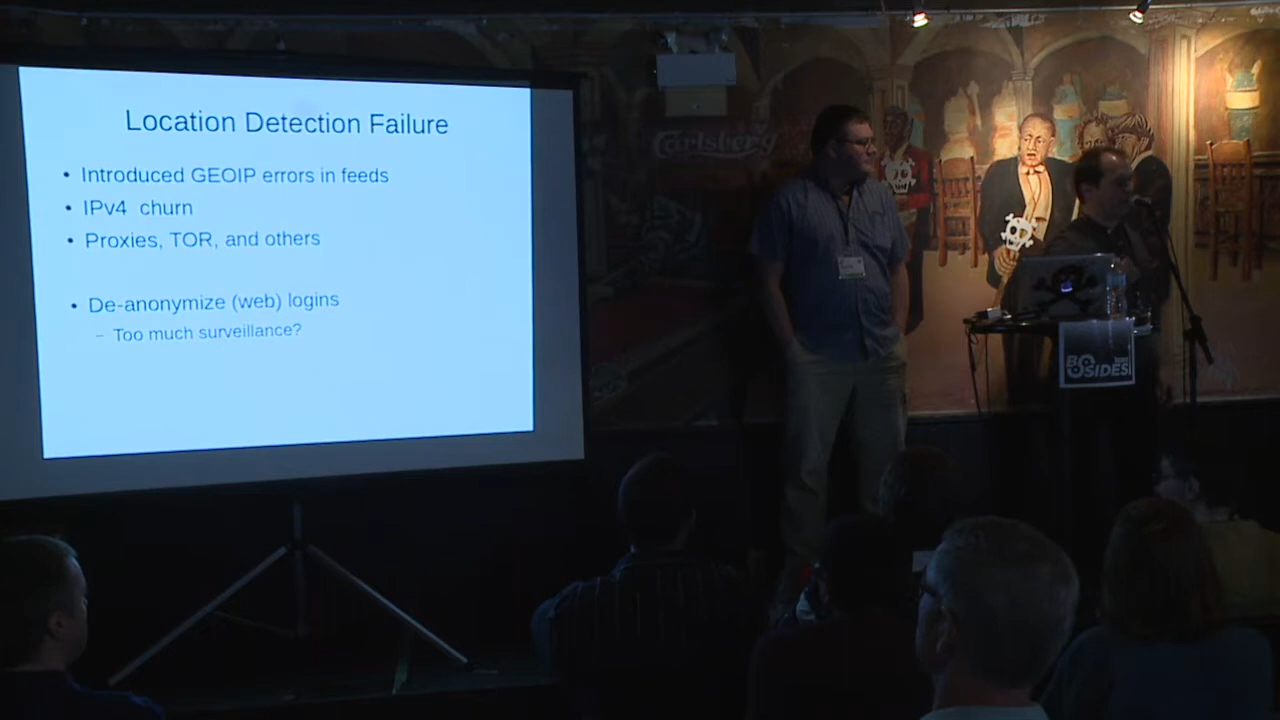 Location Detection Failure
• Introduced GEOIP errors in feeds
• IPv4 churn
• Proxies, TOR, and others
• De-anonymize (web) logins
– Too much surveillance?
Carlsberg
BSIDES